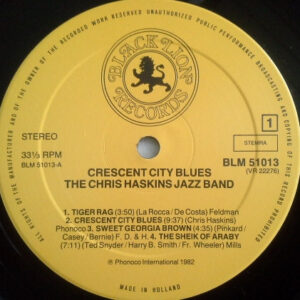 ALL RIGHTS OF THE MANUFACTURER AND OF THE OWNER OF THE RECORDED WORK RESERVED UNAUTHORIZED PUBLIC PERFORMANCE BROADCASTING AND COPYING OF THIS RECORD PROHIBITED
BLACK LION
RECORDS
STEREO
33⅓ RPM
BLM 51013-A
1
STEMRA
BLM 51013
(VR 22276)
CRESCENT CITY BLUES
THE CHRIS HASKINS JAZZ BAND
1. TIGER RAG (3:50) (La Rocca/De Costa) Feldman
2. CRESCENT CITY BLUES (9:37) (Chris Haskins)
Phonoco 3. SWEET GEORGIA BROWN (4:35) (Pinkard/
Casey/Bernie) F. D. & H. 4. THE SHEIK OF ARABY
(7:11) (Ted Snyder/Harry B. Smith/Fr. Wheeler) Mills
℗ Phonoco International 1982
MADE IN HOLLAND